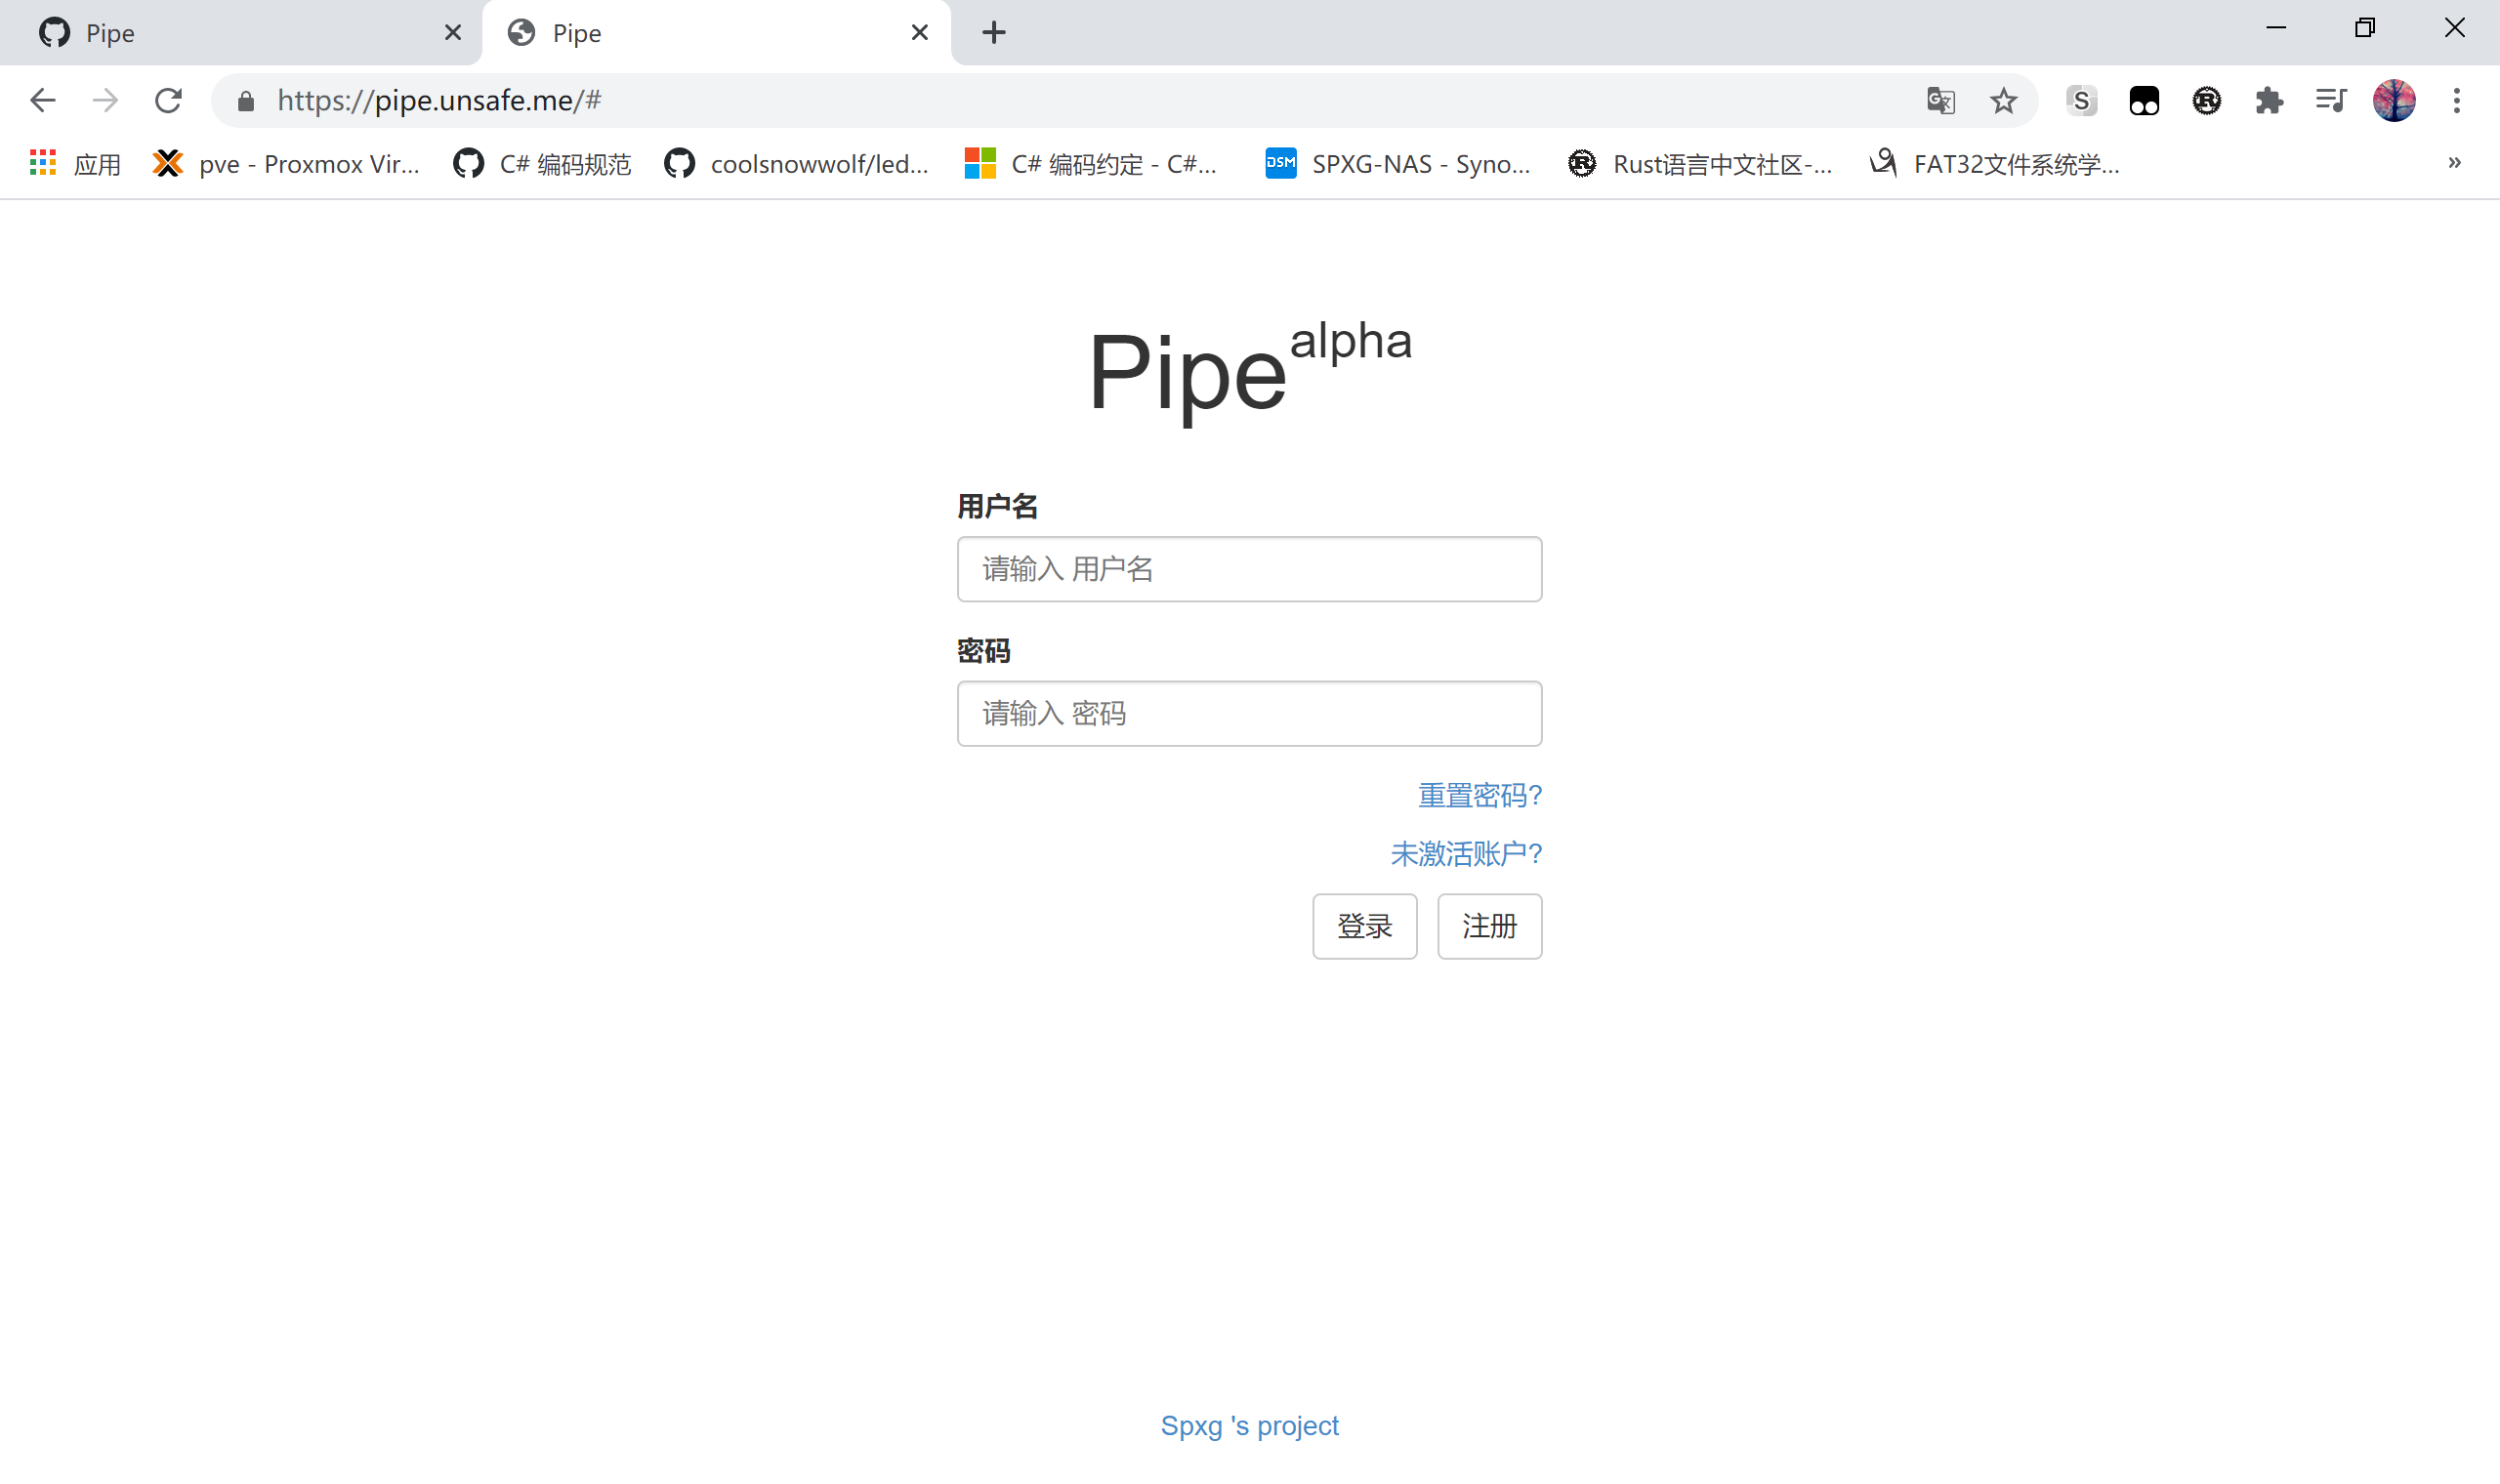 Pipe
Pipe
https://pipe.unsafe.me/#
应用
pve - Proxmox Vir...
C# 编码规范
coolsnowwolf/led...
C# 编码约定 - C#...
DSM
SPXG-NAS - Syno...
Rust语言中文社区-...
FAT32文件系统学...
Pipe alpha
用户名
请输入 用户名
密码
请输入 密码
重置密码?
未激活账户?
登录 注册
Spxg 's project